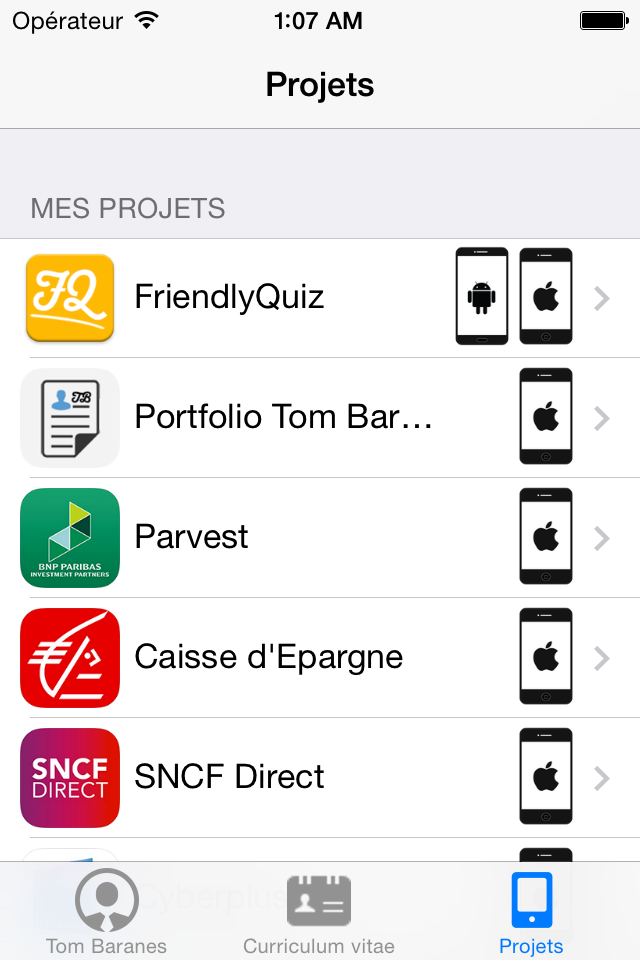 Opérateur 1:07 AM
Projets
MES PROJETS
FQ
FriendlyQuiz
TB
Portfolio Tom Bar…
BNP PARIBAS
INVESTMENT PARTNERS
Parvest
Caisse d'Epargne
SNCF
DIRECT
SNCF Direct
Cyberplus
Tom Baranes
Curriculum vitae
Projets